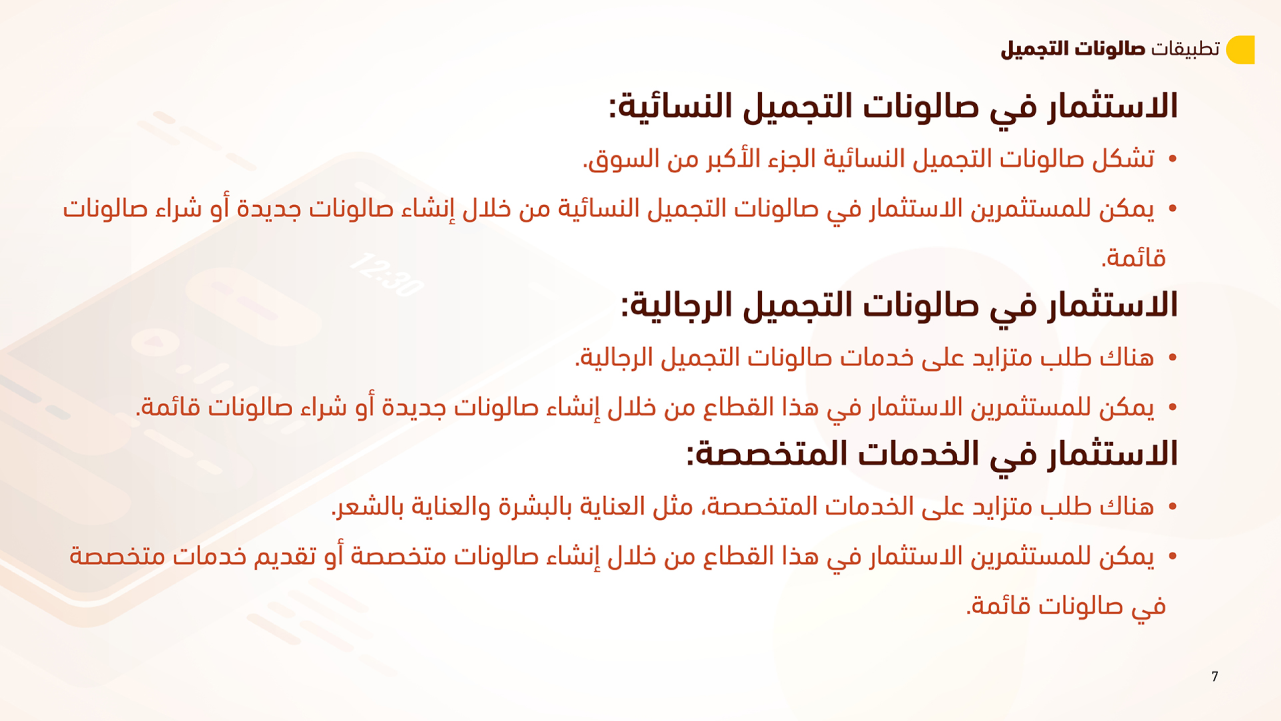 تطبيقات صالونات التجميل
الاستثمار في صالونات التجميل النسائية:
• تشكل صالونات التجميل النسائية الجزء الأكبر من السوق.
• يمكن للمستثمرين الاستثمار في صالونات التجميل النسائية من خلال إنشاء صالونات جديدة أو شراء صالونات
قائمة.
الاستثمار في صالونات التجميل الرجالية:
• هناك طلب متزايد على خدمات صالونات التجميل الرجالية.
• يمكن للمستثمرين الاستثمار في هذا القطاع من خلال إنشاء صالونات جديدة أو شراء صالونات قائمة.
الاستثمار في الخدمات المتخصصة:
• هناك طلب متزايد على الخدمات المتخصصة، مثل العناية بالبشرة والعناية بالشعر.
• يمكن للمستثمرين الاستثمار في هذا القطاع من خلال إنشاء صالونات متخصصة أو تقديم خدمات متخصصة
في صالونات قائمة.
12:30
7